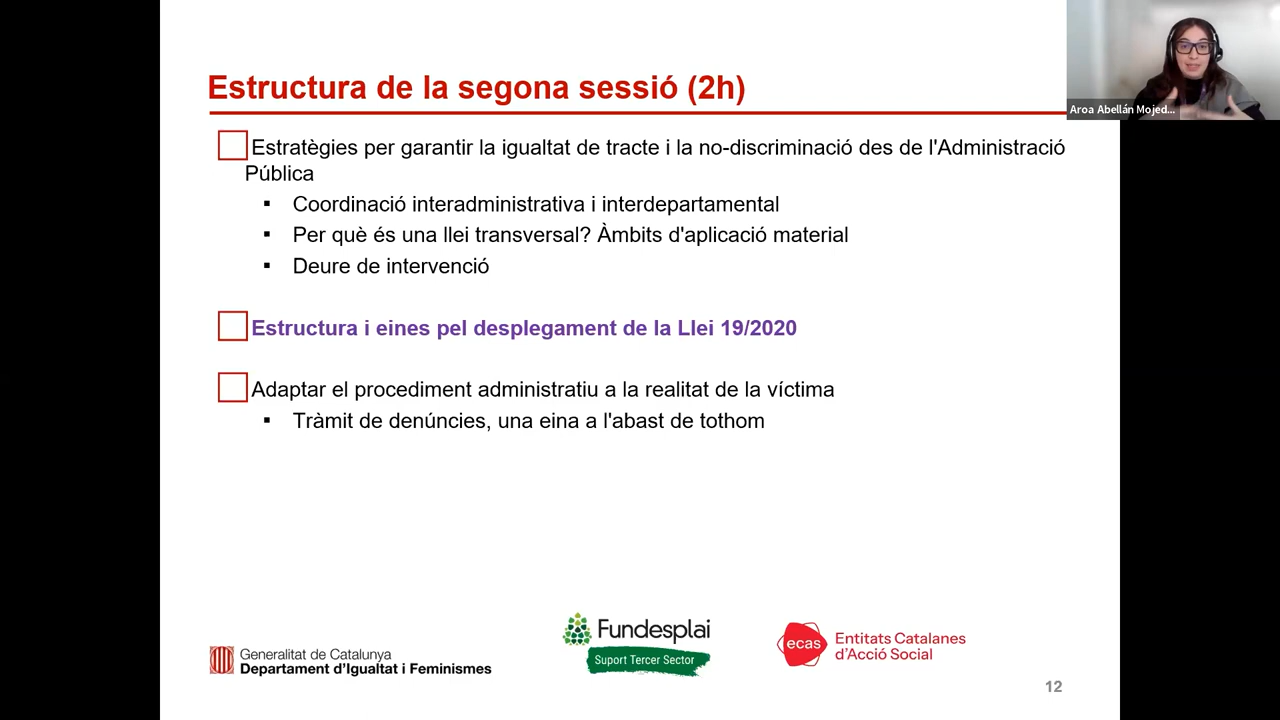 Estructura de la segona sessió (2h)
Aroa Abellán Mojed...
Estratègies per garantir la igualtat de tracte i la no-discriminació des de l'Administració
Pública
▪ Coordinació interadministrativa i interdepartamental
▪ Per què és una llei transversal? Àmbits d'aplicació material
▪ Deure de intervenció
Estructura i eines pel desplegament de la Llei 19/2020
Adaptar el procediment administratiu a la realitat de la víctima
▪ Tràmit de denúncies, una eina a l'abast de tothom
Generalitat de Catalunya
Departament d'Igualtat i Feminismes
Fundesplai
Suport Tercer Sector
ecas
Entitats Catalanes
d'Acció Social
12